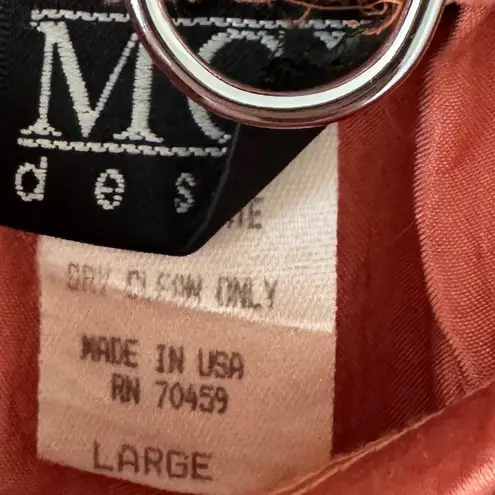 MC
des
DRY CLEAN ONLY
MADE IN USA
RN 70459
LARGE